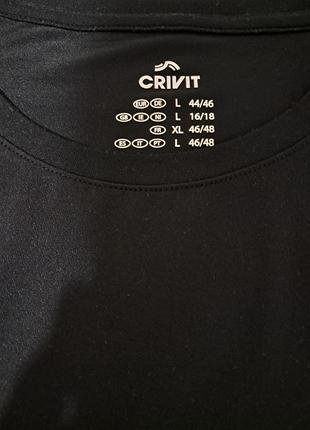 CRIVIT
EUR DE L 44/46
GB IE NI L 16/18
FR XL 46/48
ES IT PT L 46/48